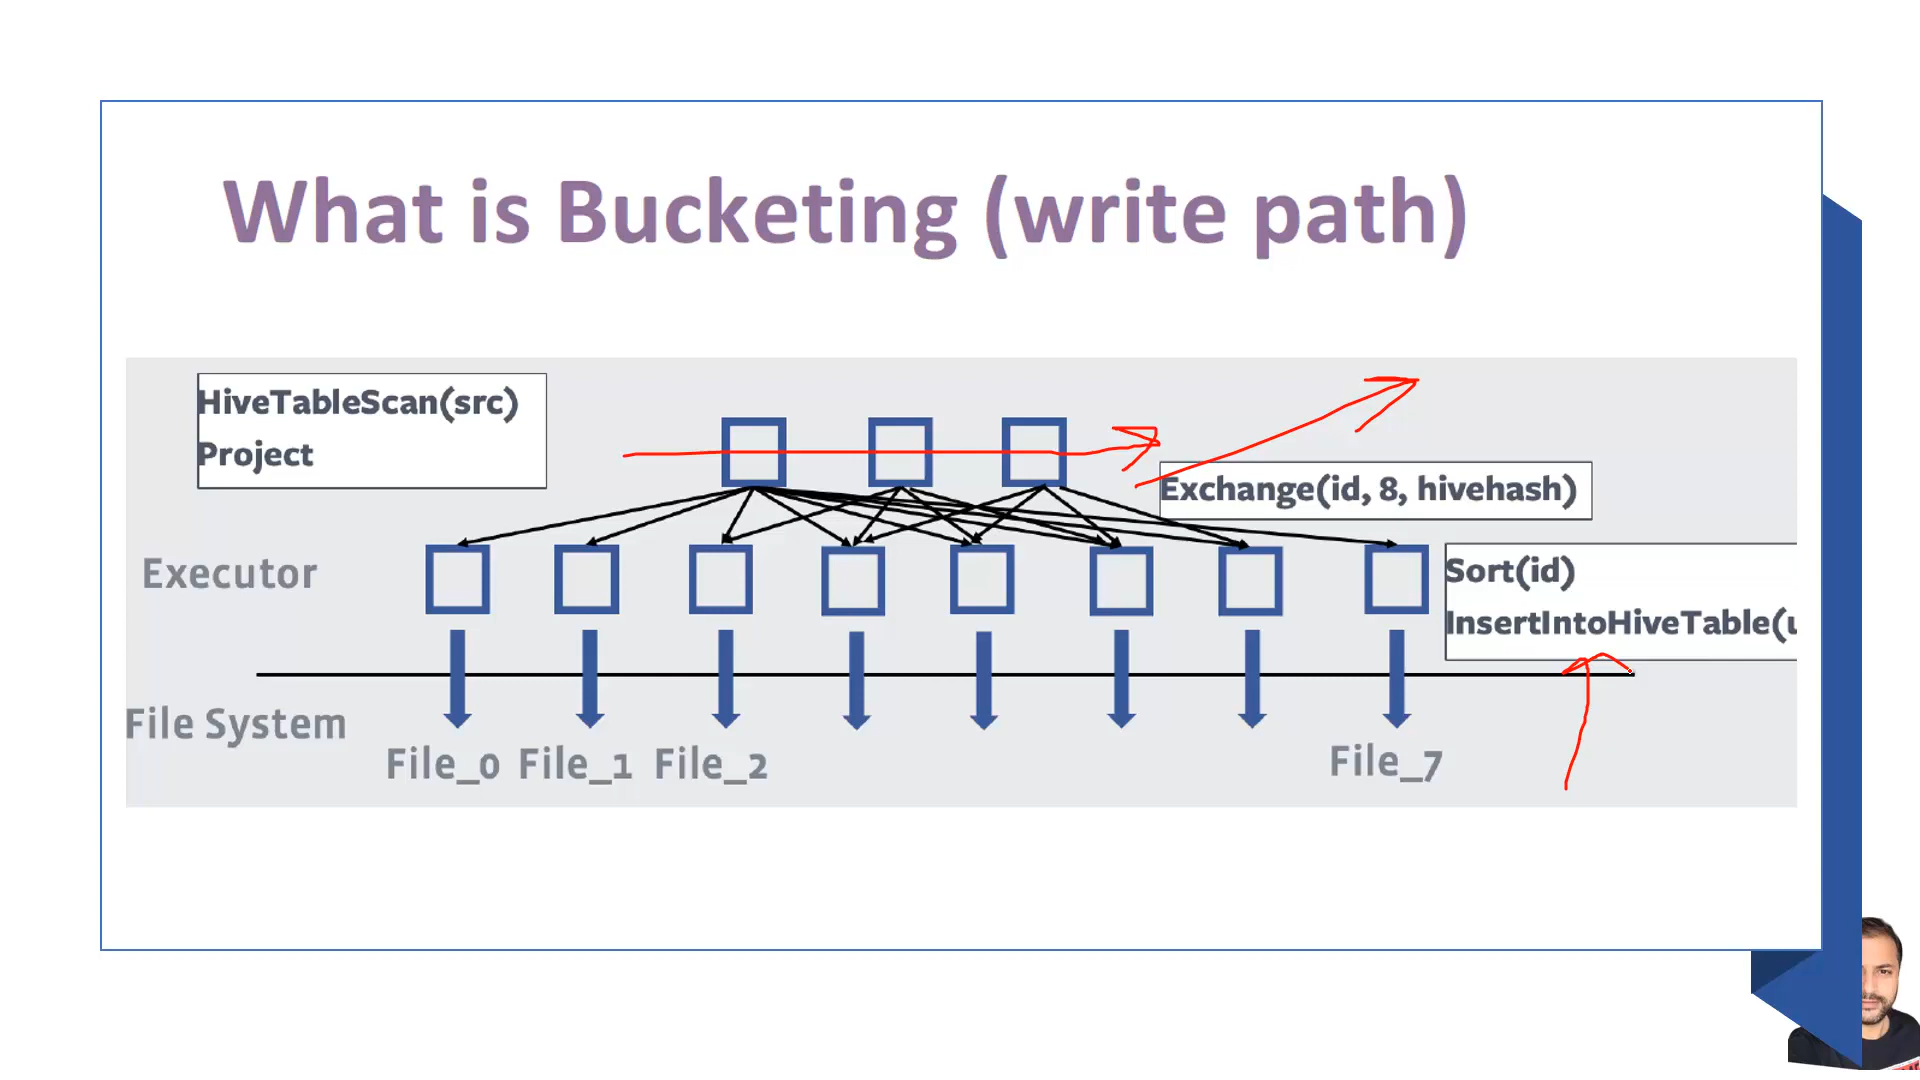 What is Bucketing (write path)
HiveTableScan(src)
Project
Exchange(id, 8, hivehash)
Executor
Sort(id)
InsertIntoHiveTable(
File System
File_0 File_1 File_2 File_7